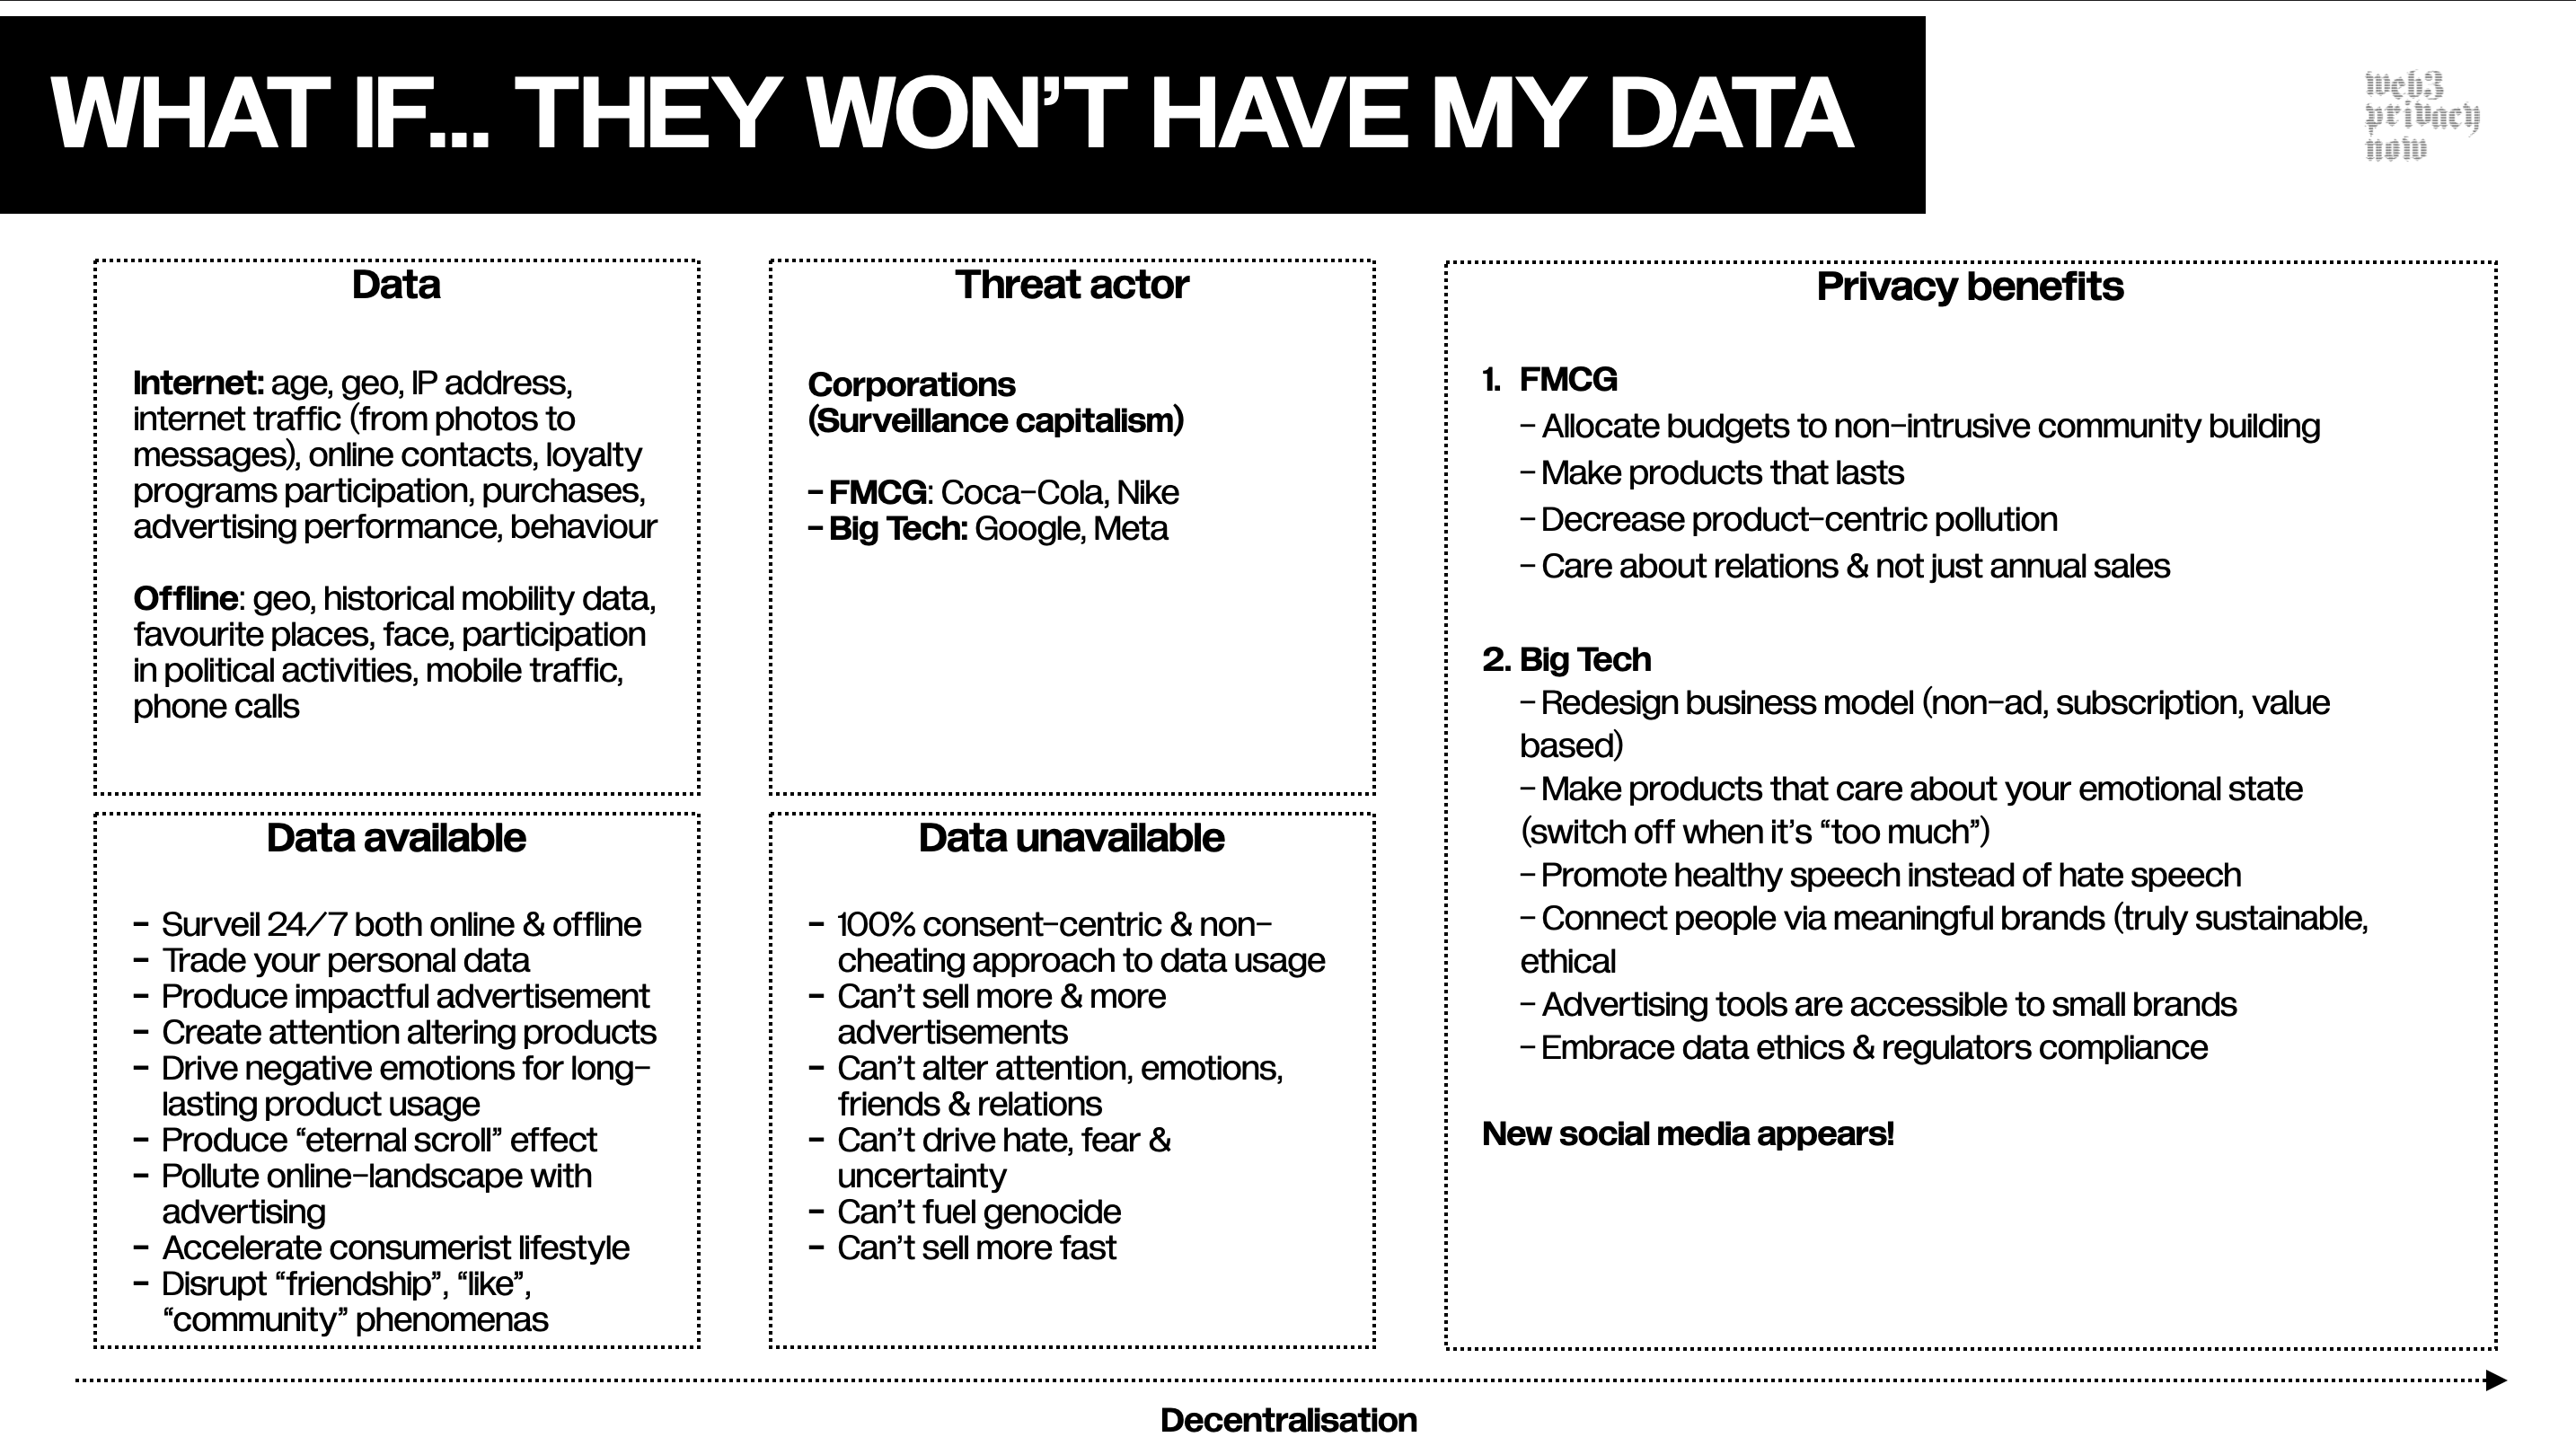 WHAT IF... THEY WON’T HAVE MY DATA
web3
privacy
now
Data
Internet: age, geo, IP address,
internet traffic (from photos to
messages), online contacts, loyalty
programs participation, purchases,
advertising performance, behaviour
Offline: geo, historical mobility data,
favourite places, face, participation
in political activities, mobile traffic,
phone calls
Threat actor
Corporations
(Surveillance capitalism)
– FMCG: Coca–Cola, Nike
– Big Tech: Google, Meta
Data available
– Surveil 24/7 both online & offline
– Trade your personal data
– Produce impactful advertisement
– Create attention altering products
– Drive negative emotions for long–
lasting product usage
– Produce “eternal scroll” effect
– Pollute online–landscape with
advertising
– Accelerate consumerist lifestyle
– Disrupt “friendship”, “like”,
“community” phenomenas
Data unavailable
– 100% consent–centric & non–
cheating approach to data usage
– Can’t sell more & more
advertisements
– Can’t alter attention, emotions,
friends & relations
– Can’t drive hate, fear &
uncertainty
– Can’t fuel genocide
– Can’t sell more fast
Privacy benefits
1. FMCG
– Allocate budgets to non–intrusive community building
– Make products that lasts
– Decrease product–centric pollution
– Care about relations & not just annual sales
2. Big Tech
– Redesign business model (non–ad, subscription, value
based)
– Make products that care about your emotional state
(switch off when it’s “too much”)
– Promote healthy speech instead of hate speech
– Connect people via meaningful brands (truly sustainable,
ethical
– Advertising tools are accessible to small brands
– Embrace data ethics & regulators compliance
New social media appears!
Decentralisation